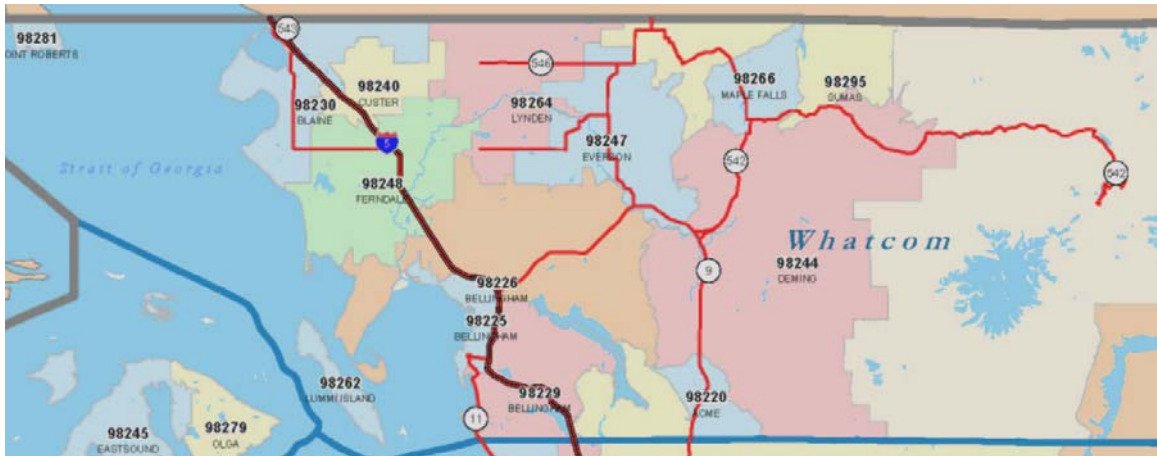 543
98281
OINT ROBERTS
98240
CUSTER
546
98266
MAPLE FALLS
98295
SUMAS
98230
BLAINE
98264
LYNDEN
98247
EVERSON
5
Strait of Georgia
542
542
98248
FERNDALE
Whatcom
98244
DEMING
9
98226
BELLINGHAM
98225
BELLINGHAM
98262
LUMMI ISLAND
98229
BELLINGHAM
98220
ACME
11
98245
EASTSOUND
98279
OLGA